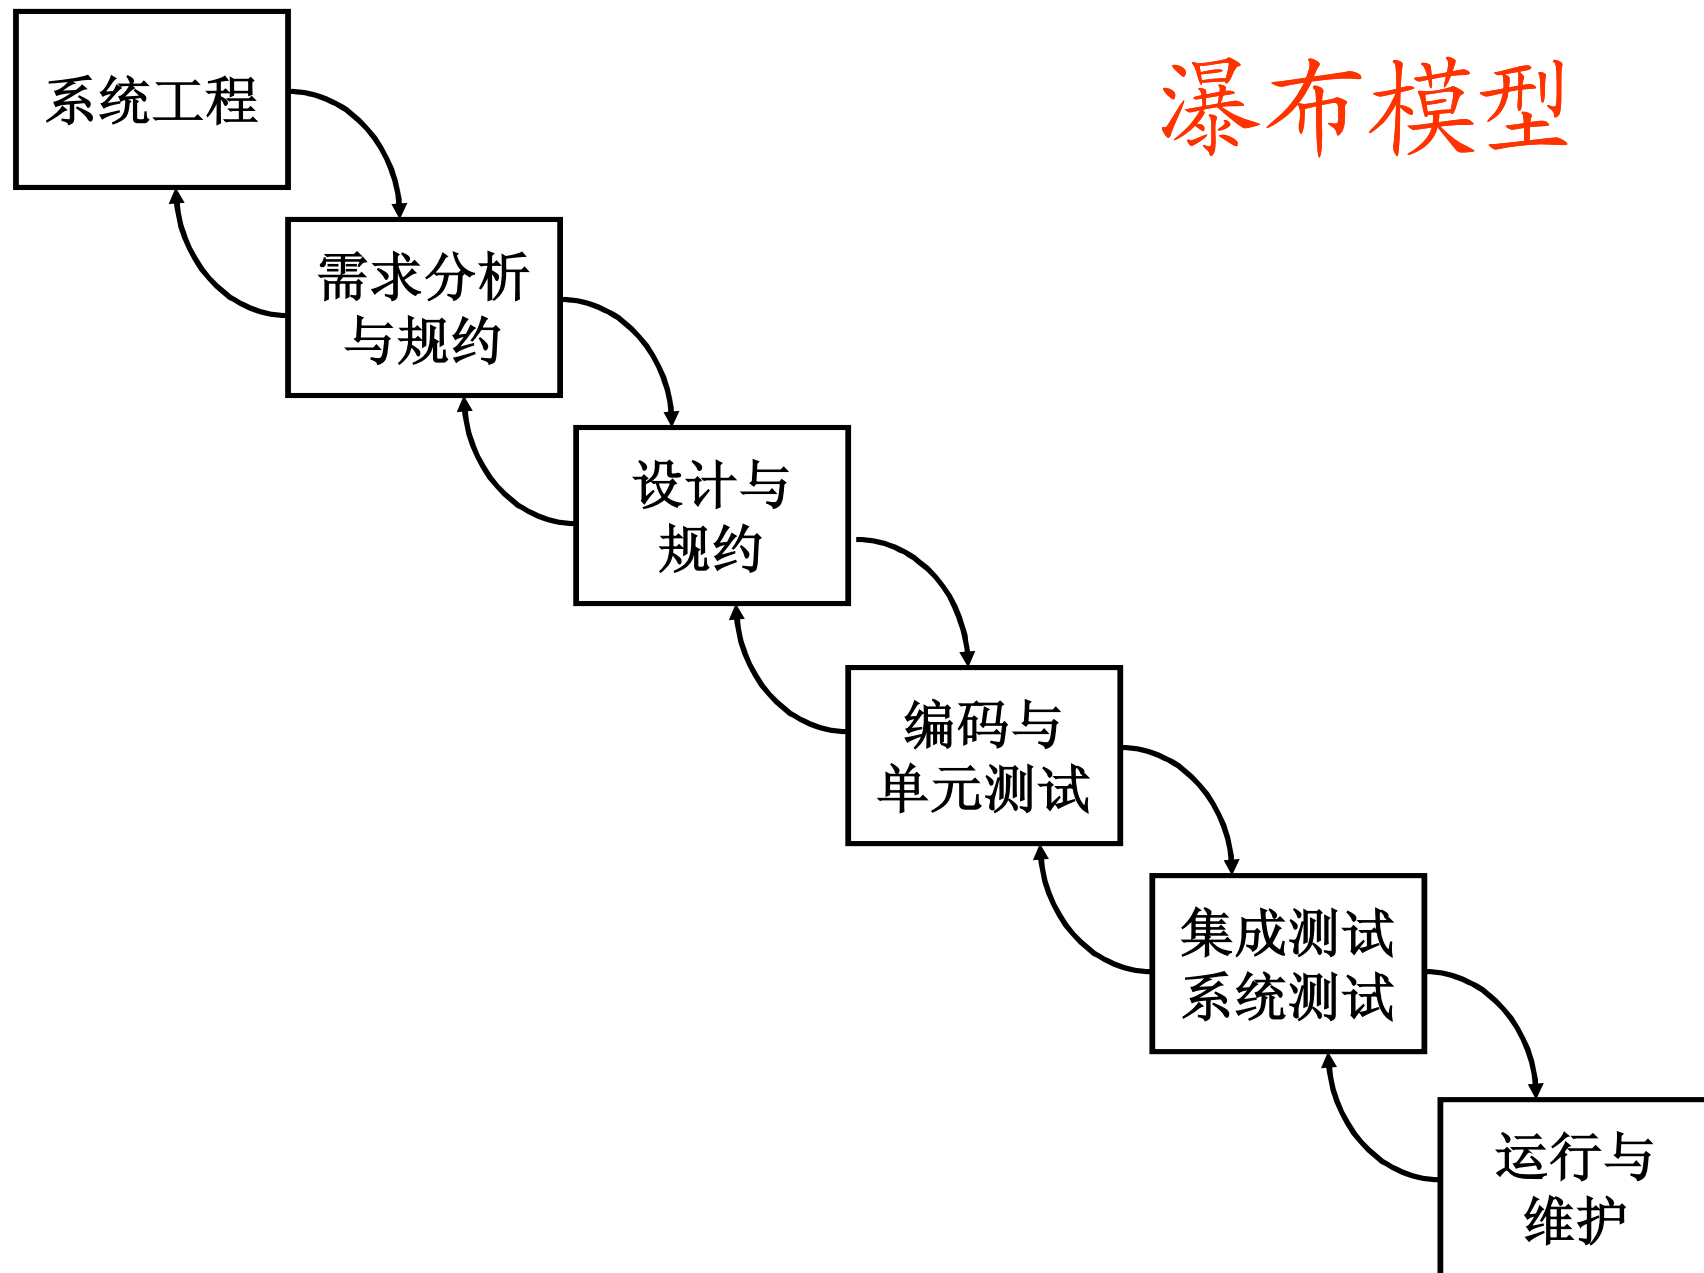 瀑布模型
系统工程
需求分析
与规约
设计与
规约
编码与
单元测试
集成测试
系统测试
运行与
维护